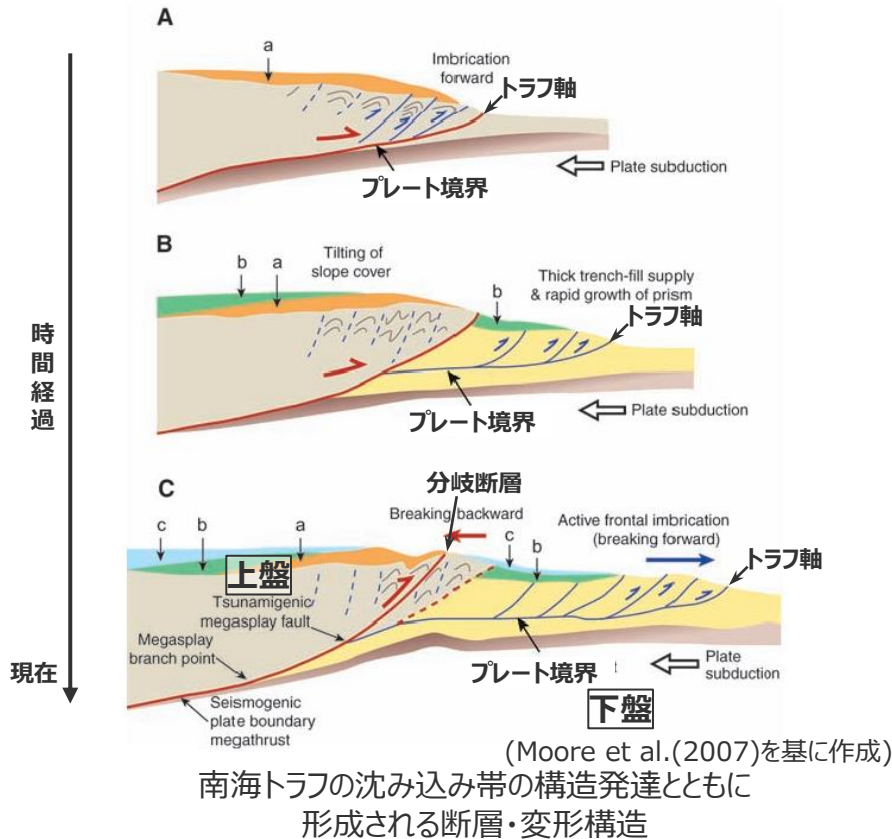 A
a
Imbrication
forward
トラフ軸
プレート境界
Plate subduction
B
b
a
Tilting of
slope cover
Thick trench-fill supply
& rapid growth of prism
b
トラフ軸
プレート境界
Plate subduction
時間経過
C
分岐断層
Breaking backward
c
b
a
c
b
Active frontal imbrication
(breaking forward)
トラフ軸
上盤
Tsunamigenic
megasplay fault
Megasplay
branch point
現在
プレート境界
Plate
subduction
Seismogenic
plate boundary
megathrust
下盤
(Moore et al.(2007)を基に作成)
南海トラフの沈み込み帯の構造発達とともに
形成される断層・変形構造